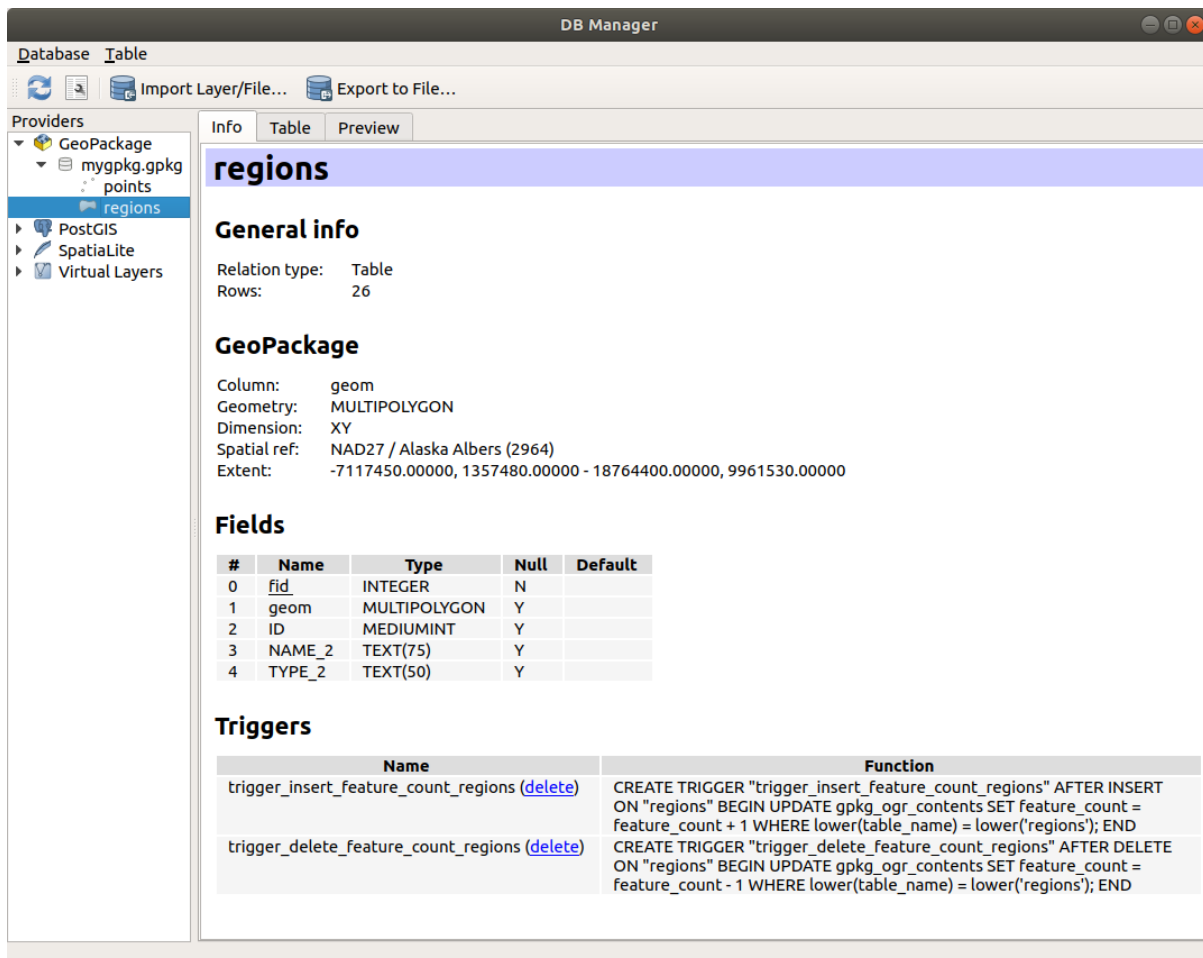 DB Manager
Database Table
Import Layer/File... Export to File...
Providers
GeoPackage
mygpkg.gpkg
points
regions
PostGIS
SpatiaLite
Virtual Layers
Info Table Preview
regions
General info
Relation type: Table
Rows: 26
GeoPackage
Column: geom
Geometry: MULTIPOLYGON
Dimension: XY
Spatial ref: NAD27 / Alaska Albers (2964)
Extent: -7117450.00000, 1357480.00000 - 18764400.00000, 9961530.00000
Fields
# Name Type Null Default
0 fid INTEGER N
1 geom MULTIPOLYGON Y
2 ID MEDIUMINT Y
3 NAME_2 TEXT(75) Y
4 TYPE_2 TEXT(50) Y
Triggers
Name Function
trigger_insert_feature_count_regions (delete) CREATE TRIGGER "trigger_insert_feature_count_regions" AFTER INSERT
ON "regions" BEGIN UPDATE gpkg_ogr_contents SET feature_count =
feature_count + 1 WHERE lower(table_name) = lower('regions'); END
trigger_delete_feature_count_regions (delete) CREATE TRIGGER "trigger_delete_feature_count_regions" AFTER DELETE
ON "regions" BEGIN UPDATE gpkg_ogr_contents SET feature_count =
feature_count - 1 WHERE lower(table_name) = lower('regions'); END